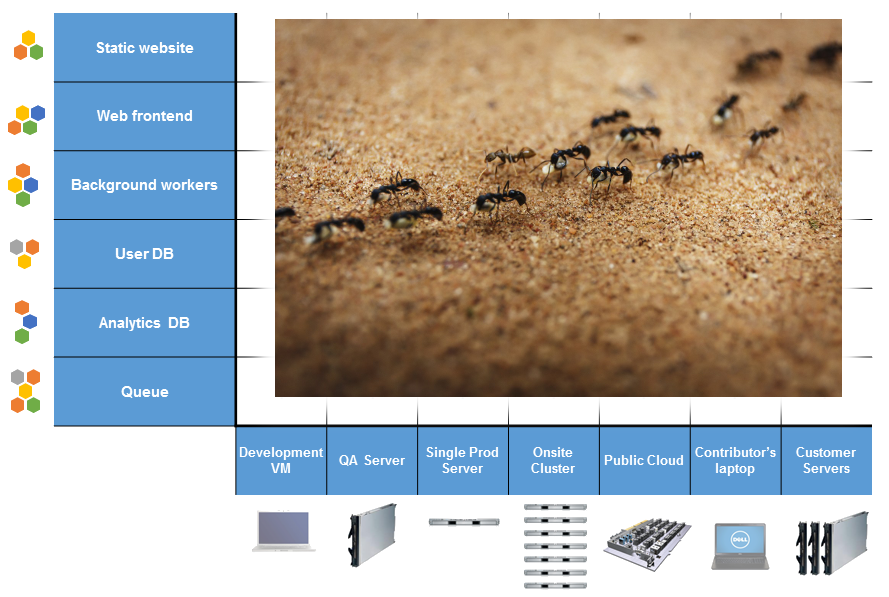 Static website
Web frontend
Background workers
User DB
Analytics DB
Queue
Development
VM
QA Server
Single Prod
Server
Onsite
Cluster
Public Cloud
Contributor's
laptop
Customer
Servers
DELL